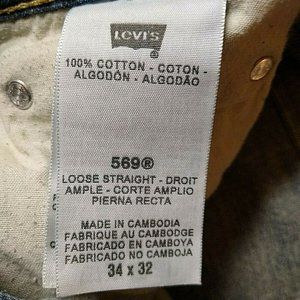 LEVI'S
100% COTTON - COTON -
ALGODÓN - ALGODÃO
569®
LOOSE STRAIGHT - DROIT
AMPLE - CORTE AMPLIO
PIERNA RECTA
MADE IN CAMBODIA
FABRIQUE AU CAMBODGE
FABRICADO EN CAMBOYA
FABRICADO NO CAMBOJA
34 x 32